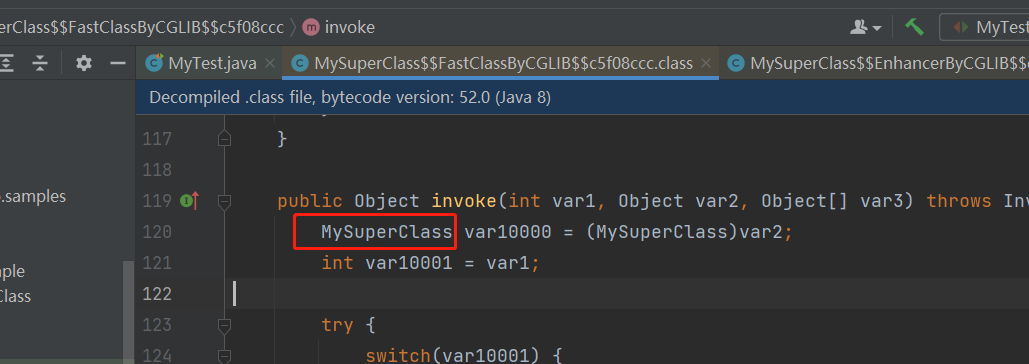 erClass$$FastClassByCGLIB$$c5f08ccc 〉 m invoke
MyTest
MyTest.java × MySuperClass$$FastClassByCGLIB$$c5f08ccc.class × MySuperClass$$EnhancerByCGLIB$$
Decompiled .class file, bytecode version: 52.0 (Java 8)
117 }
118
.samples
119 public Object invoke(int var1, Object var2, Object[] var3) throws Inv
120 MySuperClass var10000 = (MySuperClass)var2;
121 int var10001 = var1;
ple
122
Class
123 try {
124 switch(var10001) {